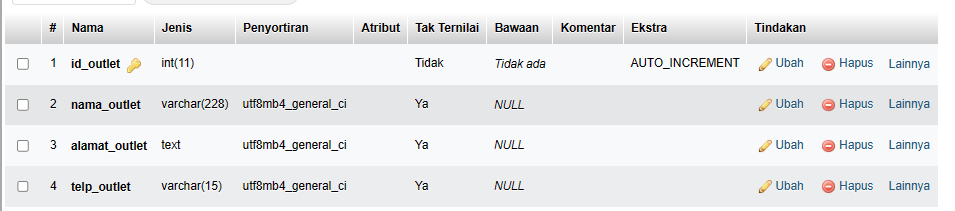 # Nama Jenis Penyortiran Atribut Tak Ternilai Bawaan Komentar Ekstra Tindakan
1 id_outlet int(11) Tidak Tidak ada AUTO_INCREMENT Ubah Hapus Lainnya
2 nama_outlet varchar(228) utf8mb4_general_ci Ya NULL Ubah Hapus Lainnya
3 alamat_outlet text utf8mb4_general_ci Ya NULL Ubah Hapus Lainnya
4 telp_outlet varchar(15) utf8mb4_general_ci Ya NULL Ubah Hapus Lainnya